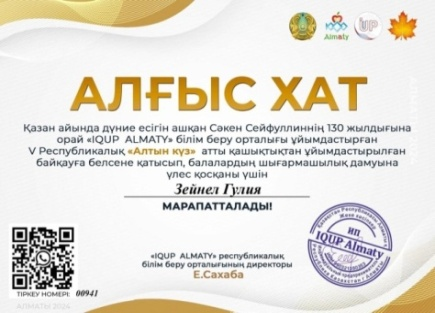 Almaty
АЛҒЫС ХАТ
Қазан айында дүние есігін ашқан Сәкен Сейфуллиннің 130 жылдығына
орай «IQUP ALMATY» білім беру орталығы ұйымдастырған
V Республикалық «Алтын күз» атты қашықтықтан ұйымдастырылған
байқауға белсене қатысып, балалардың шығармашылық дамуына
үлес қосқаны үшін
Зейнел Гулия
МАРАПАТТАЛАДЫ!
«IQUP ALMATY» республикалық
білім беру орталығының директоры
Е.Сахаба
ИП
IQUP Almaty
ТІРКЕУ НОМЕРІ: 00941
АЛМАТЫ 2024